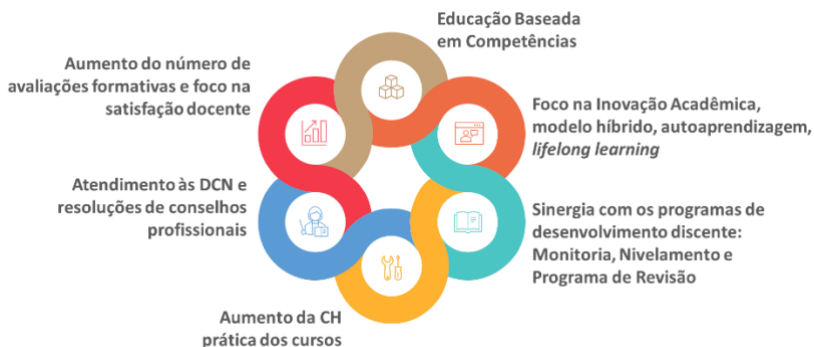 Educação Baseada
em Competências
Aumento do número de
avaliações formativas e foco na
satisfação docente
Foco na Inovação Acadêmica,
modelo híbrido, autoaprendizagem,
lifelong learning
Atendimento às DCN e
resoluções de conselhos
profissionais
Sinergia com os programas de
desenvolvimento discente:
Monitoria, Nivelamento e
Programa de Revisão
Aumento da CH
prática dos cursos